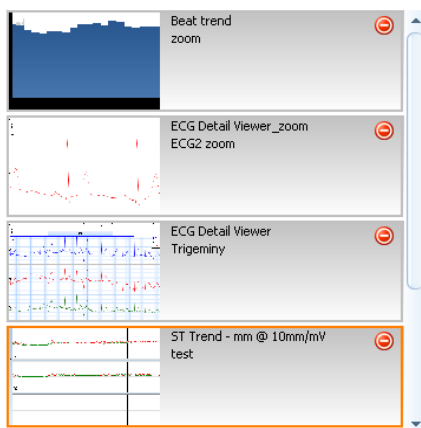 Beat trend
zoom
ECG Detail Viewer_zoom
ECG2 zoom
ECG Detail Viewer
Trigeminy
ST Trend - mm @ 10mm/mV
test